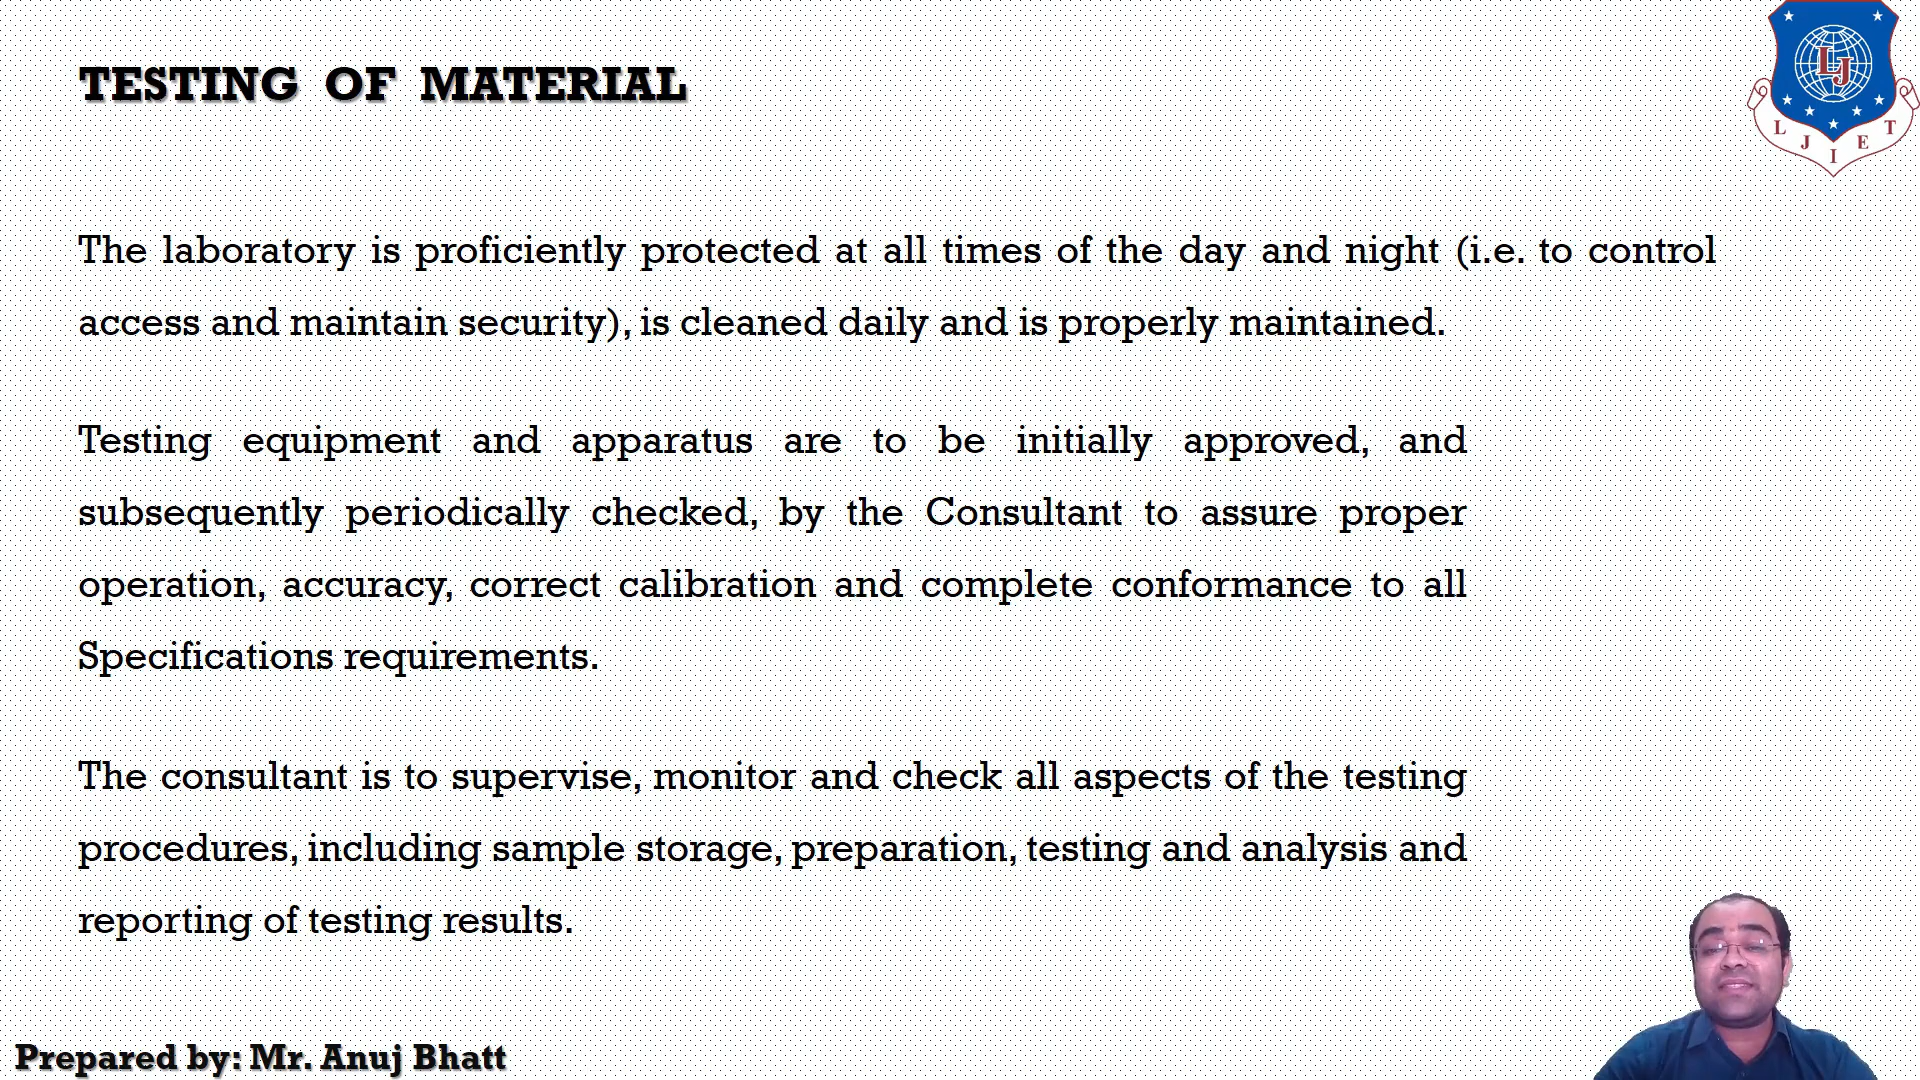 TESTING OF MATERIAL
LJ
L J I E T
The laboratory is proficiently protected at all times of the day and night (i.e. to control
access and maintain security), is cleaned daily and is properly maintained.
Testing equipment and apparatus are to be initially approved, and
subsequently periodically checked, by the Consultant to assure proper
operation, accuracy, correct calibration and complete conformance to all
Specifications requirements.
The consultant is to supervise, monitor and check all aspects of the testing
procedures, including sample storage, preparation, testing and analysis and
reporting of testing results.
Prepared by: Mr. Anuj Bhatt